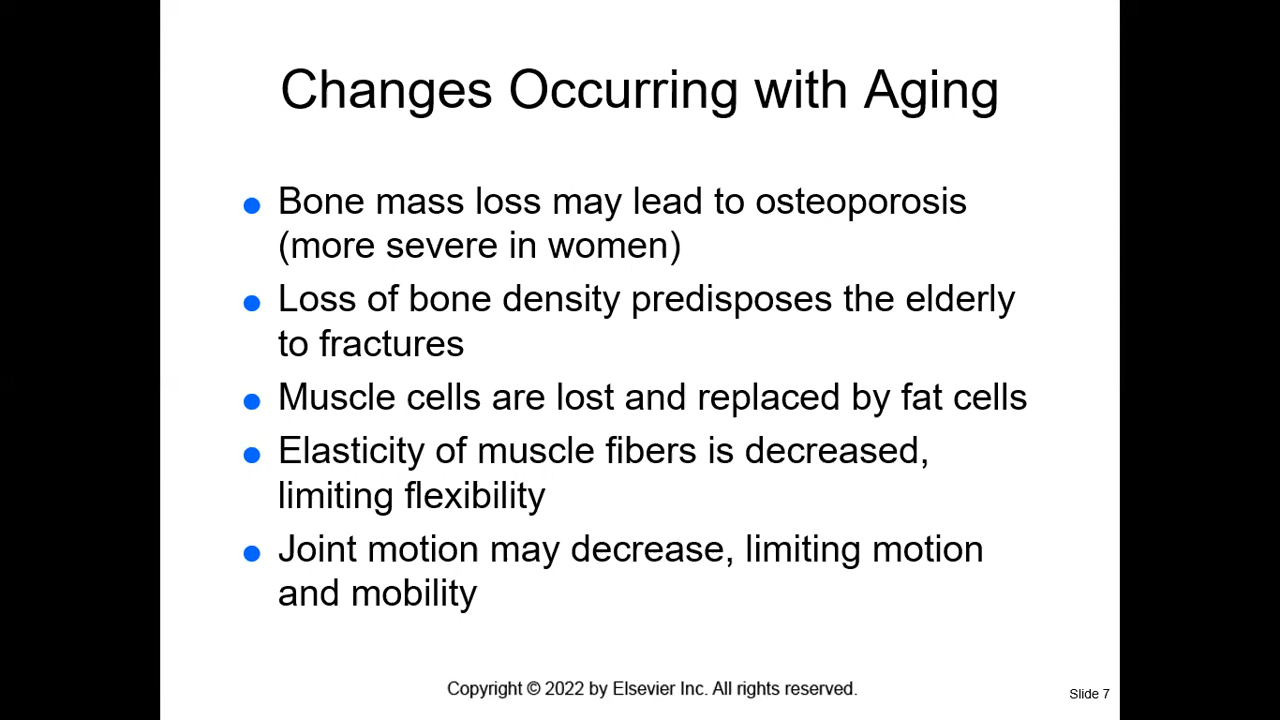 Changes Occurring with Aging
● Bone mass loss may lead to osteoporosis
(more severe in women)
● Loss of bone density predisposes the elderly
to fractures
● Muscle cells are lost and replaced by fat cells
● Elasticity of muscle fibers is decreased,
limiting flexibility
● Joint motion may decrease, limiting motion
and mobility
Copyright © 2022 by Elsevier Inc. All rights reserved.
Slide 7